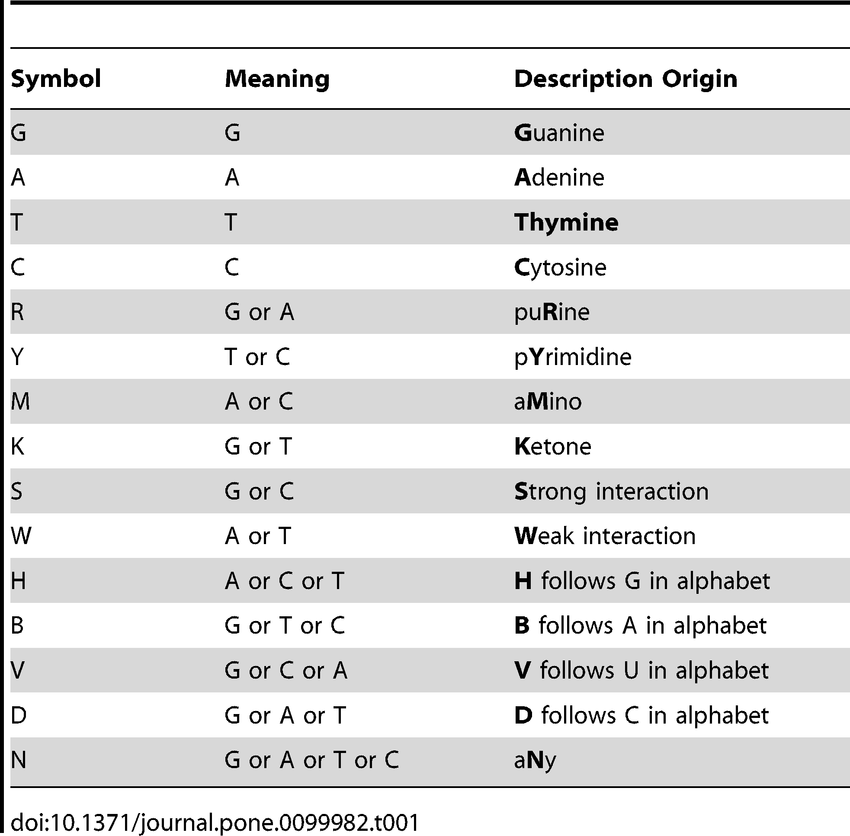 Symbol Meaning Description Origin
G G Guanine
A A Adenine
T T Thymine
C C Cytosine
R G or A puRine
Y T or C pYrimidine
M A or C aMino
K G or T Ketone
S G or C Strong interaction
W A or T Weak interaction
H A or C or T H follows G in alphabet
B G or T or C B follows A in alphabet
V G or C or A V follows U in alphabet
D G or A or T D follows C in alphabet
N G or A or T or C aNy
doi:10.1371/journal.pone.0099982.t001